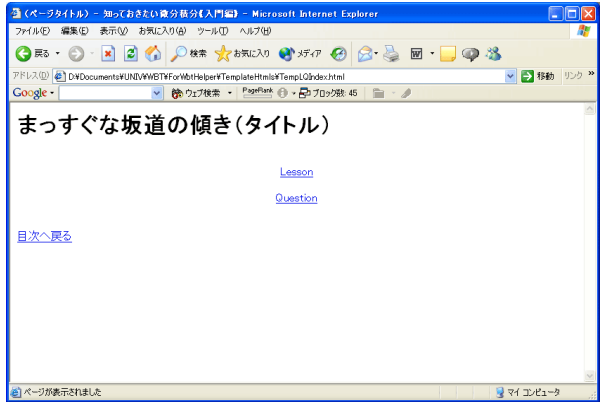 (ページタイトル) - 知っておきたい微分積分《入門編》 - Microsoft Internet Explorer
ファイル(F) 編集(E) 表示(V) お気に入り(A) ツール(T) ヘルプ(H)
戻る 検索 お気に入り メディア
アドレス(D) D:¥Documents¥UNIV¥WBT¥ForWbtHelper¥TemplateHtmls¥TempLQIndex.html 移動 リンク »
Google ウェブ検索 PageRank ブロック数: 45
まっすぐな坂道の傾き(タイトル)
Lesson
Question
目次へ戻る
ページが表示されました マイ コンピュータ